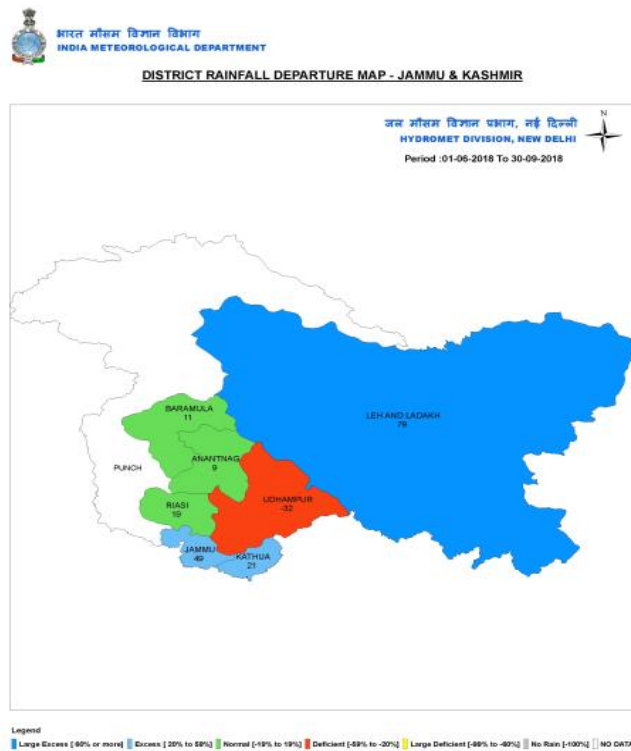 भारत मौसम विज्ञान विभाग
INDIA METEOROLOGICAL DEPARTMENT
DISTRICT RAINFALL DEPARTURE MAP - JAMMU & KASHMIR
जल मौसम विज्ञान प्रभाग, नई दिल्ली
HYDROMET DIVISION, NEW DELHI
N
Period :01-06-2018 To 30-09-2018
BARAMULA
11
LEH AND LADAKH
79
PUNCH
ANANTNAG
9
UDHAMPUR
-32
RIASI
19
JAMMU
49
KATHUA
21
Legend
Large Excess [ 60% or more] Excess [ 20% to 59%] Normal [-19% to 19%] Deficient [-59% to -20%] Large Deficient [-99% to -60%] No Rain [-100%] NO DATA